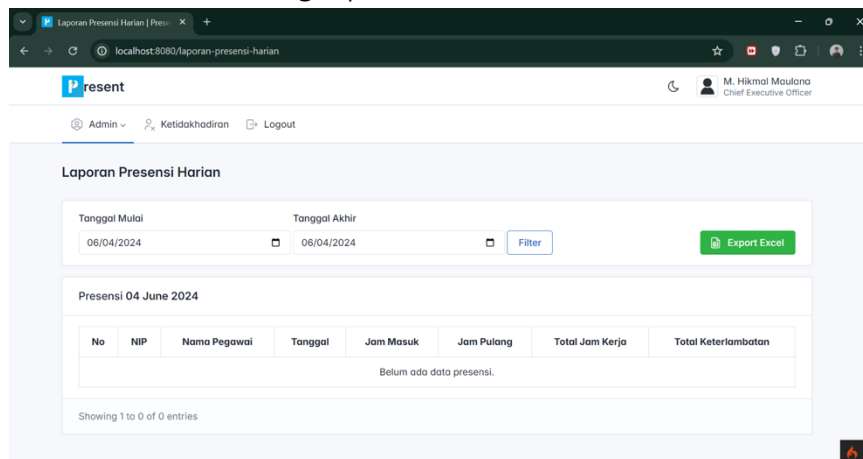 Laporan Presensi Harian | Pres
localhost:8080/laporan-presensi-harian
Present
M. Hikmal Maulana
Chief Executive Officer
Admin
Ketidakhadiran
Logout
Laporan Presensi Harian
Tanggal Mulai
Tanggal Akhir
06/04/2024
06/04/2024
Filter
Export Excel
Presensi 04 June 2024
No NIP Nama Pegawai Tanggal Jam Masuk Jam Pulang Total Jam Kerja Total Keterlambatan
Belum ada data presensi.
Showing 1 to 0 of 0 entries